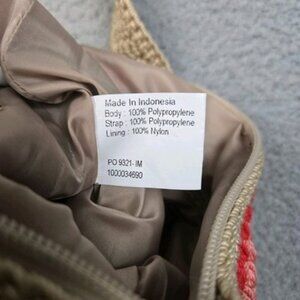 Made In Indonesia
Body : 100% Polypropylene
Strap : 100% Polypropylene
Lining : 100% Nylon
PO 9321- IM
1000034690